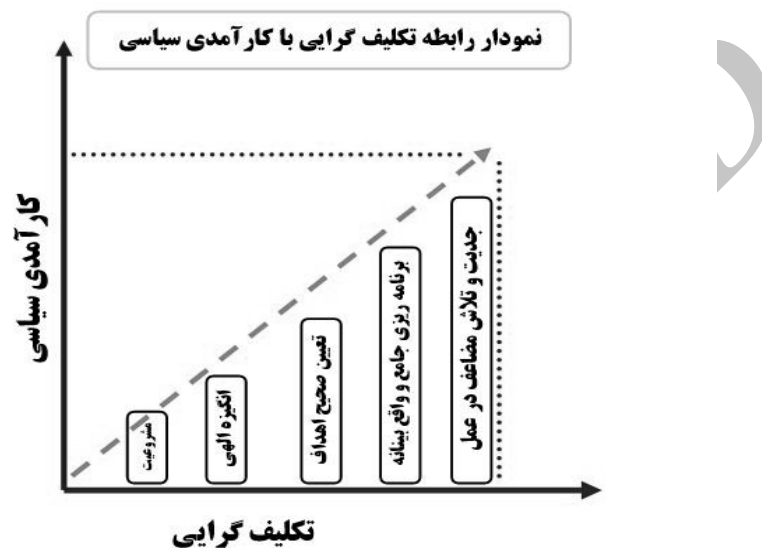 نمودار رابطه تکلیف گرایی با کارآمدی سیاسی
کارآمدی سیاسی
مشروعیت
انگیزه الهی
تعیین صحیح اهداف
برنامه ریزی جامع و واقع بینانه
جدیت و تلاش مضاعف در عمل
تکلیف گرایی